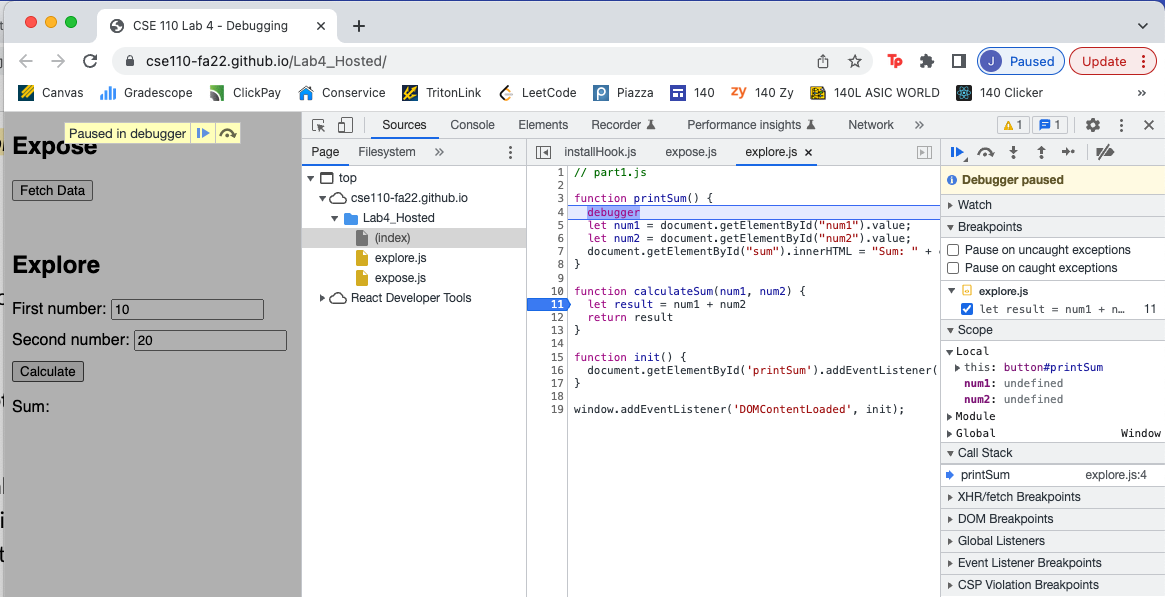 CSE 110 Lab 4 - Debugging
cse110-fa22.github.io/Lab4_Hosted/
Tp
J Paused
Update
Canvas Gradescope ClickPay Conservice TritonLink LeetCode Piazza 140 zy 140 Zy 140L ASIC WORLD 140 Clicker »
Paused in debugger
Expose
Fetch Data
Explore
First number: 10
Second number: 20
Calculate
Sum:
Sources Console Elements Recorder Performance insights Network » 1 1
Page Filesystem »
top
cse110-fa22.github.io
Lab4_Hosted
(index)
explore.js
expose.js
React Developer Tools
installHook.js expose.js explore.js
1 // part1.js
2
3 function printSum() {
4 debugger
5 let num1 = document.getElementById("num1").value;
6 let num2 = document.getElementById("num2").value;
7 document.getElementById("sum").innerHTML = "Sum: " +
8 }
9
10 function calculateSum(num1, num2) {
11 let result = num1 + num2
12 return result
13 }
14
15 function init() {
16 document.getElementById('printSum').addEventListener(
17 }
18
19 window.addEventListener('DOMContentLoaded', init);
Debugger paused
Watch
Breakpoints
Pause on uncaught exceptions
Pause on caught exceptions
explore.js
let result = num1 + n… 11
Scope
Local
this: button#printSum
num1: undefined
num2: undefined
Module
Global Window
Call Stack
printSum explore.js:4
XHR/fetch Breakpoints
DOM Breakpoints
Global Listeners
Event Listener Breakpoints
CSP Violation Breakpoints